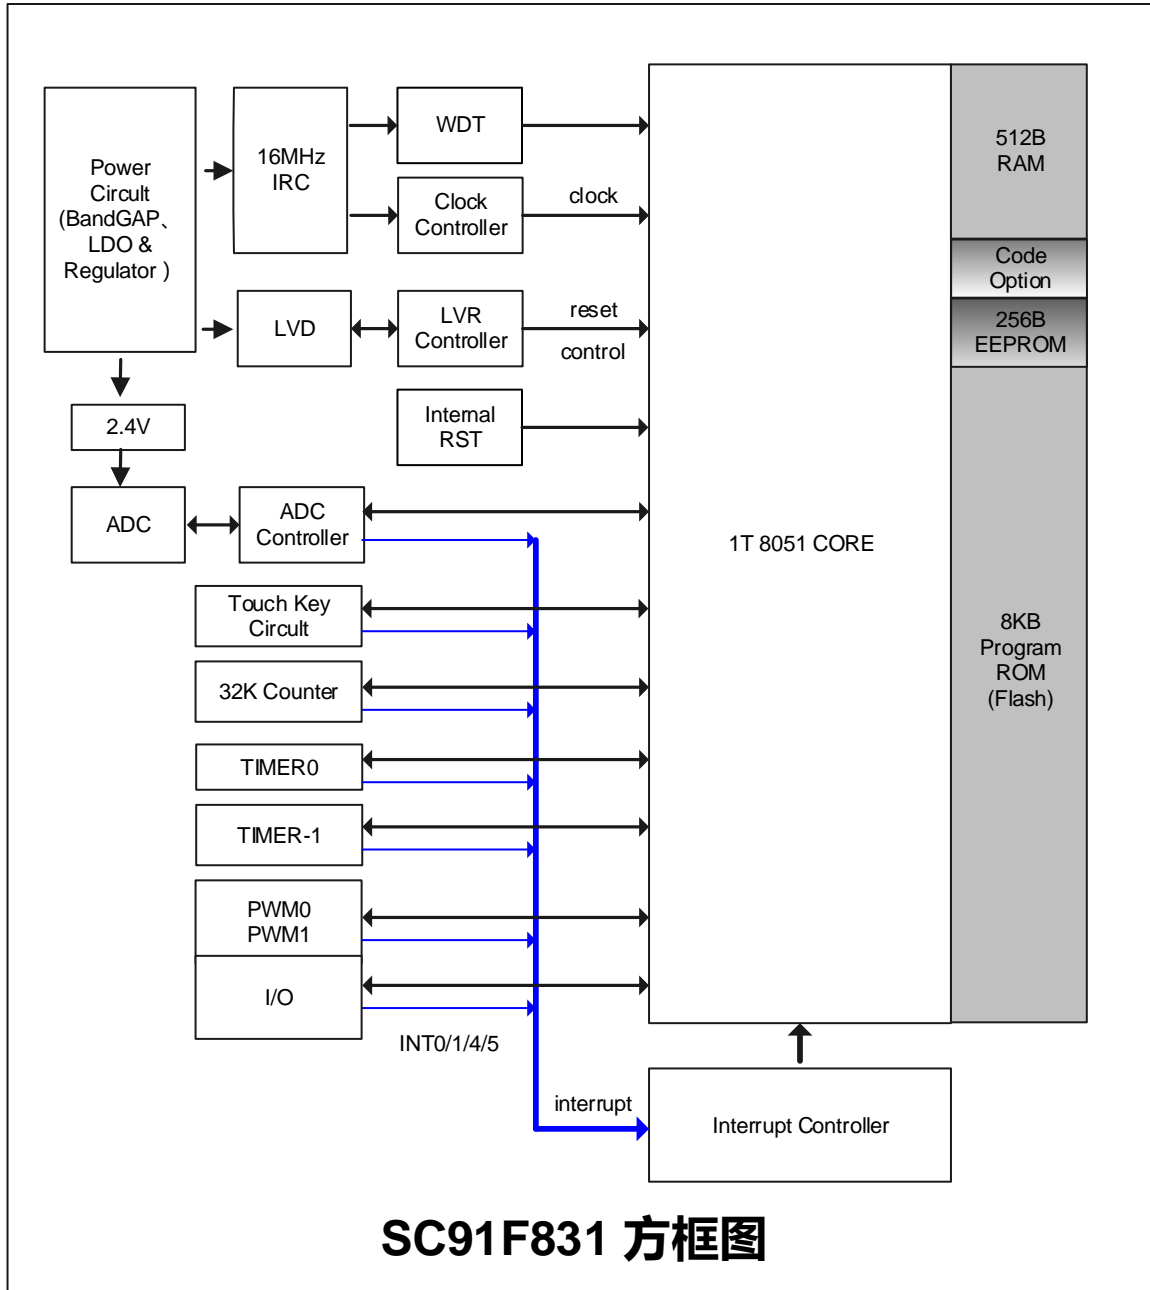 Power
Circult
(BandGAP、
LDO &
Regulator )
16MHz
IRC
WDT
Clock
Controller
clock
LVD
LVR
Controller
reset
control
Internal
RST
2.4V
ADC
ADC
Controller
Touch Key
Circult
32K Counter
TIMER0
TIMER-1
PWM0
PWM1
I/O
INT0/1/4/5
interrupt
1T 8051 CORE
512B
RAM
Code
Option
256B
EEPROM
8KB
Program
ROM
(Flash)
Interrupt Controller
SC91F831 方框图